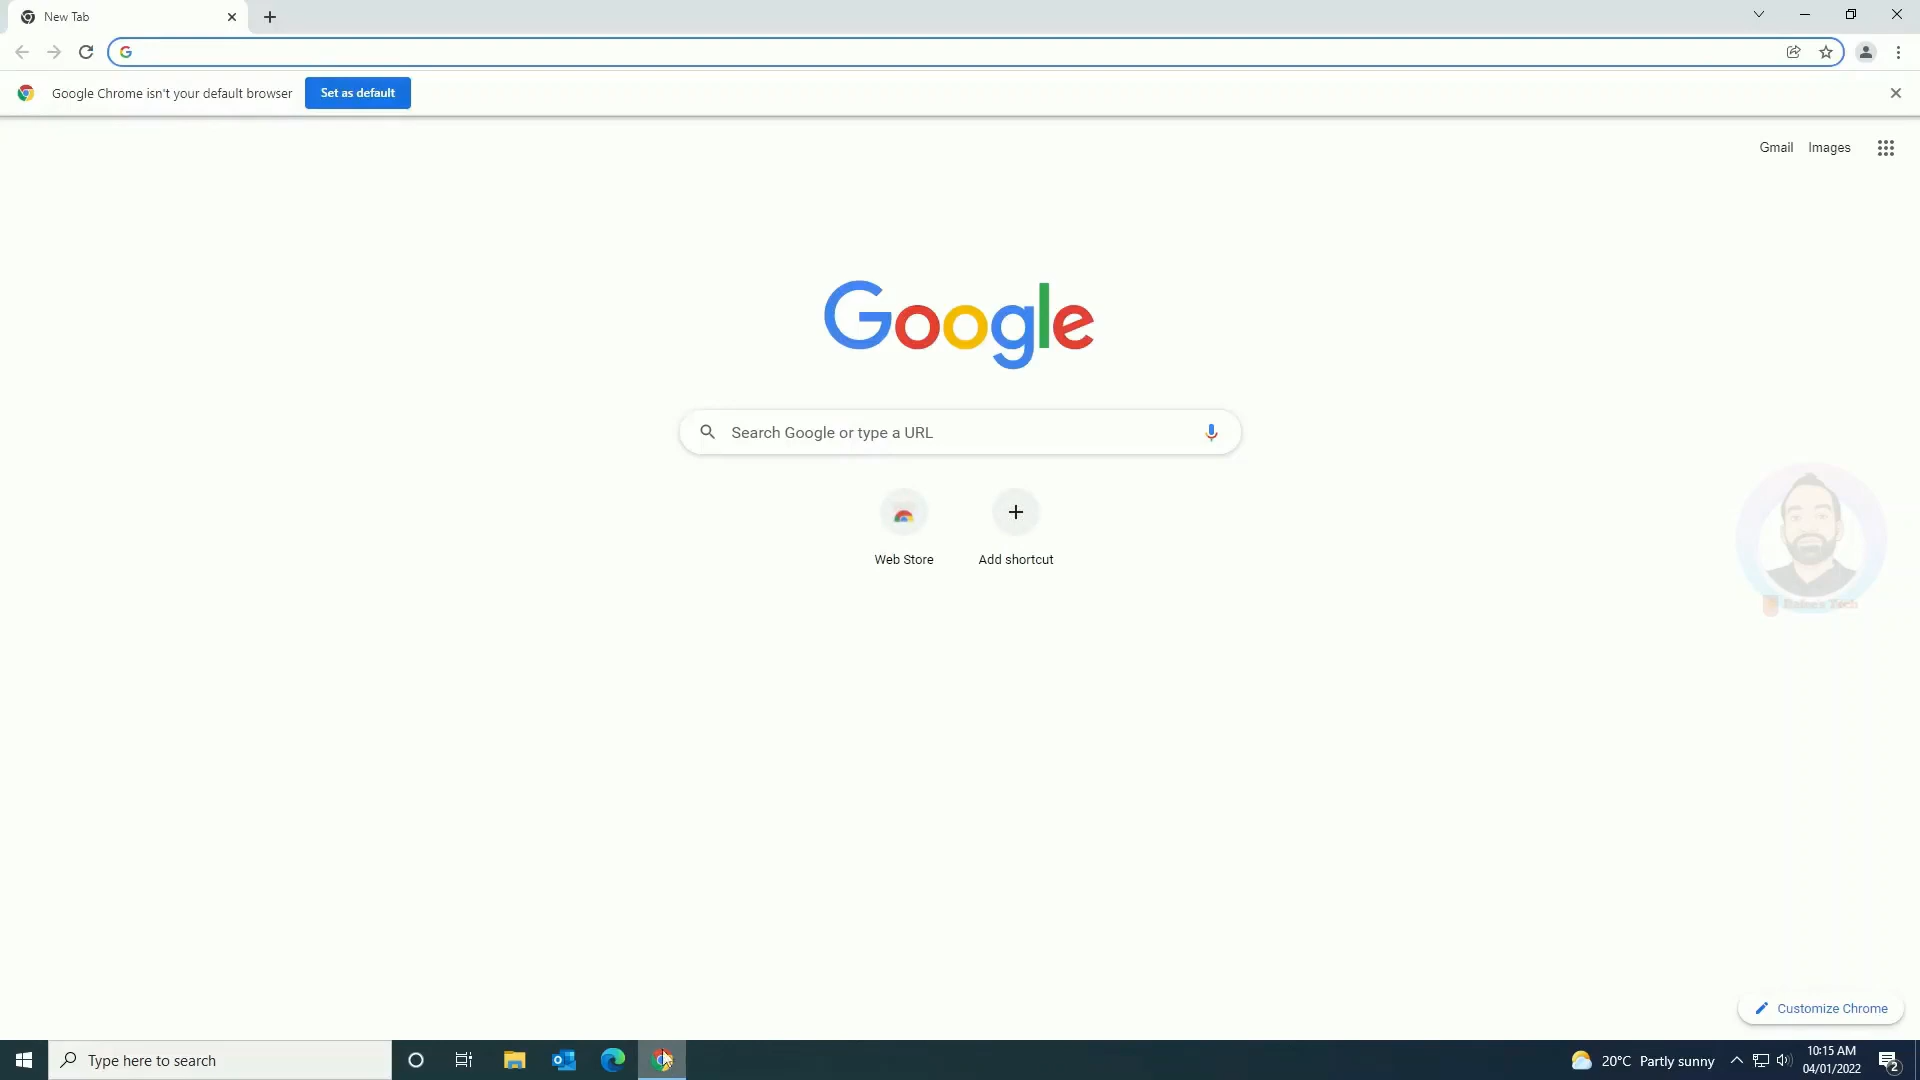 New Tab
Google Chrome isn't your default browser
Set as default
Gmail
Images
Google
Search Google or type a URL
Web Store
Add shortcut
Customize Chrome
Type here to search
20°C Partly sunny
10:15 AM
04/01/2022
2